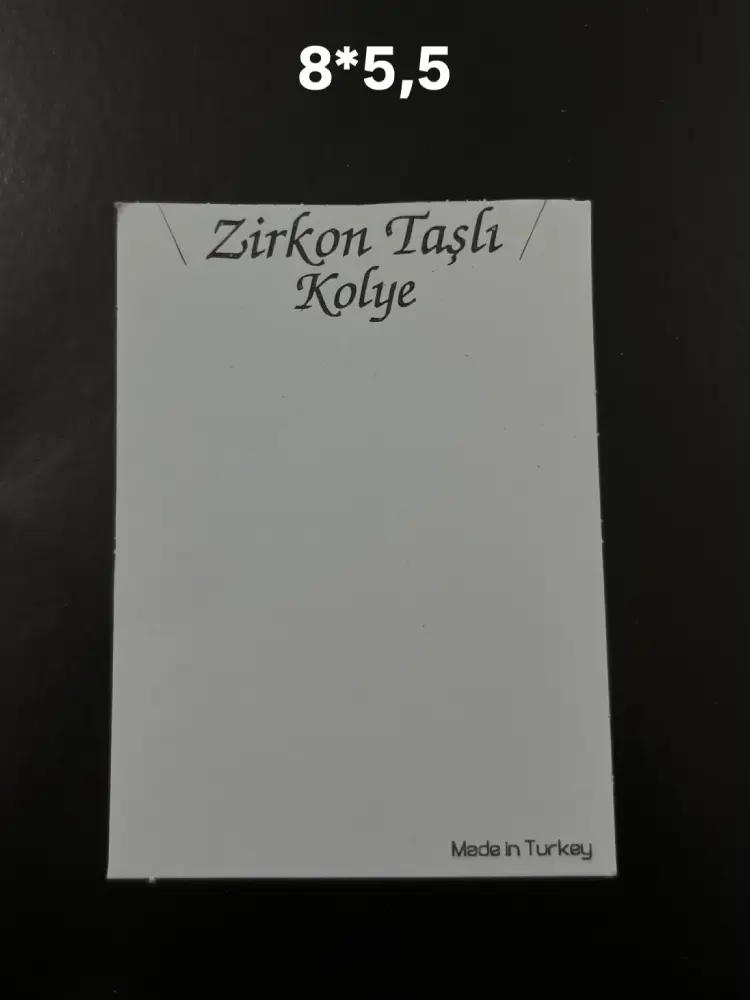 8*5,5
Zirkon Taşlı
Kolye
Made in Turkey